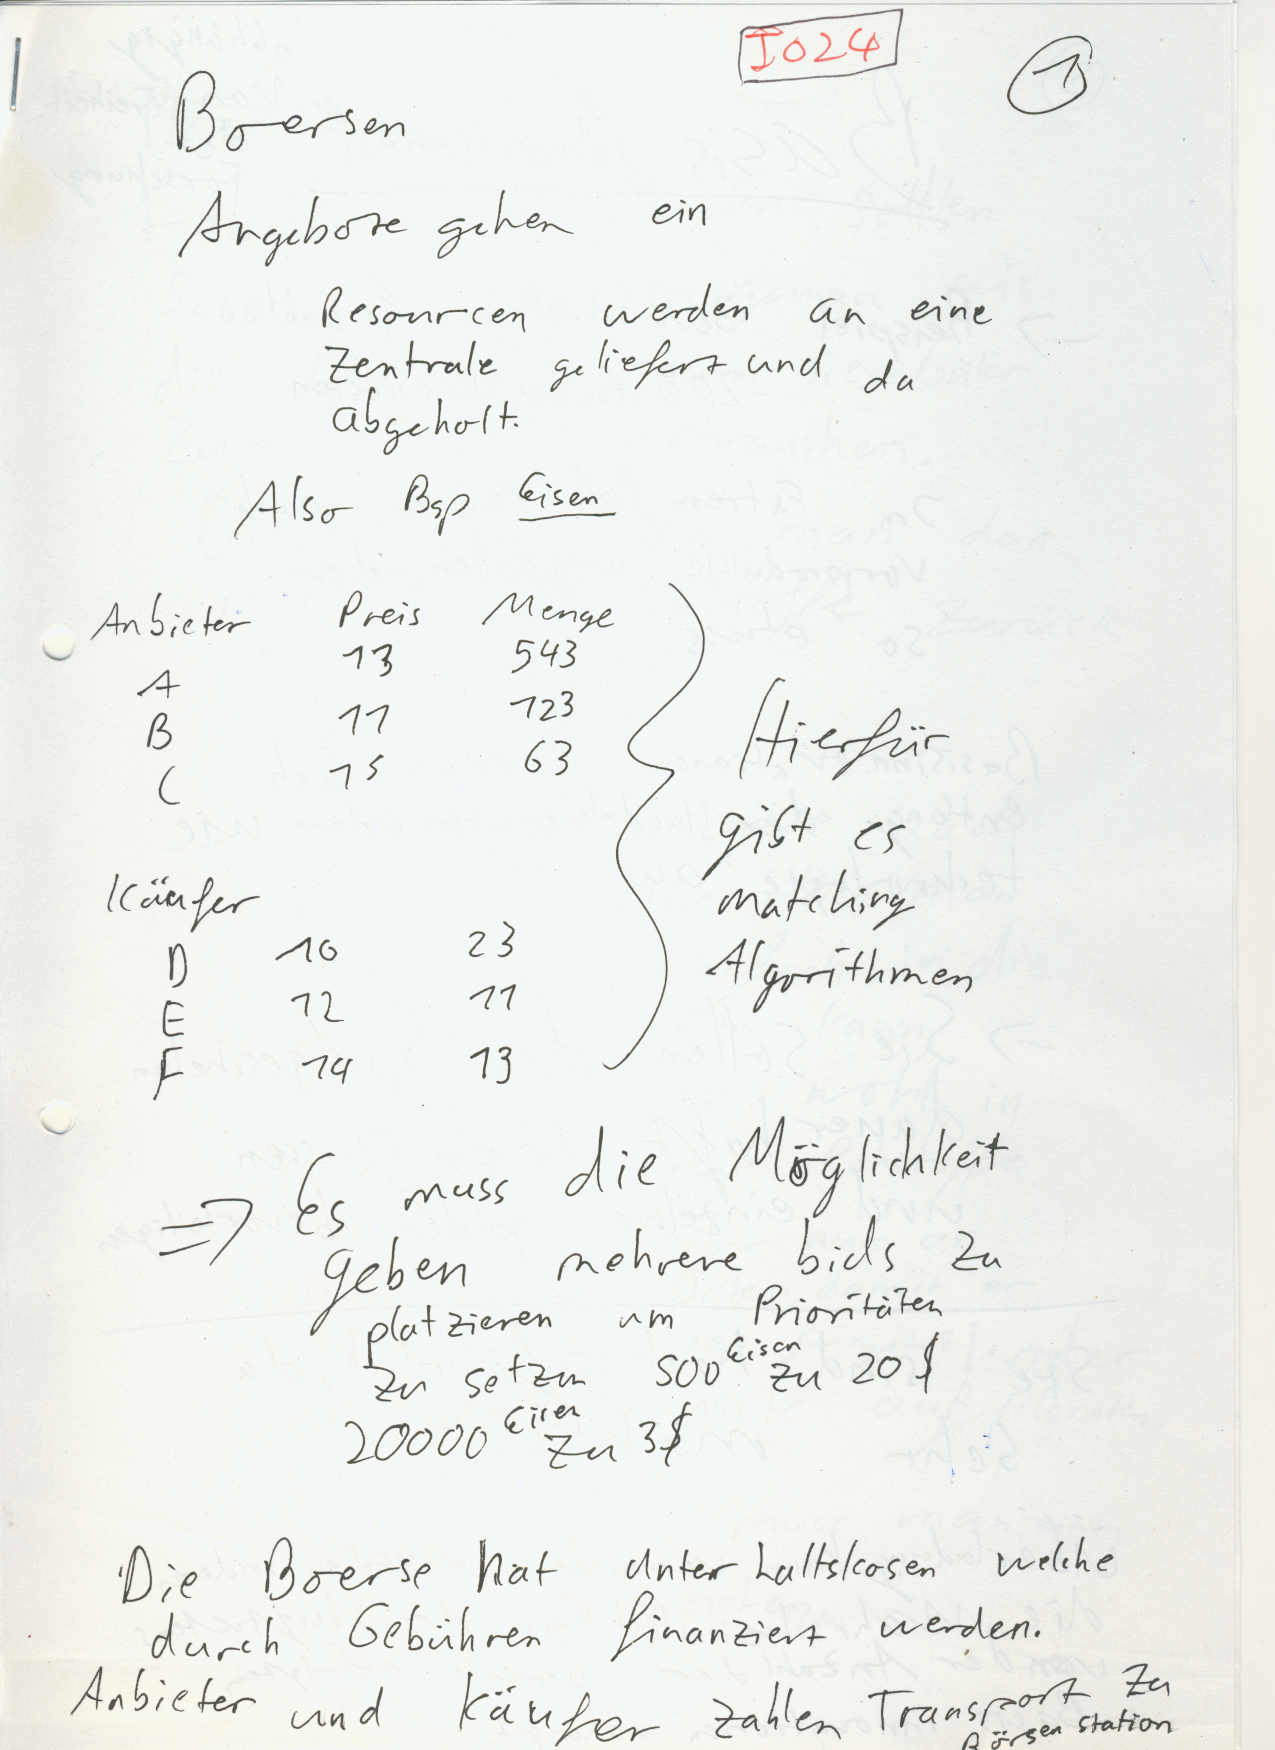 I024
1
Boersen
Angebote gehen ein
Resourcen werden an eine
Zentrale geliefert und da
abgeholt.
Also Bsp Eisen
Anbieter Preis Menge
A 13 543
B 11 123
C 15 63
Hierfür
gibt es
matching
Algorithmen
Käufer
D 10 23
E 12 11
F 14 13
=> Es muss die Möglichkeit
geben mehrere bids zu
platzieren um Prioritäten
zu setzen 500 Eisen zu 20$
20000 Eisen zu 3$
Die Boerse hat Unterhaltskosen welche
durch Gebühren finanziert werden.
Anbieter und Käufer zahlen Transport zu
Börsen station